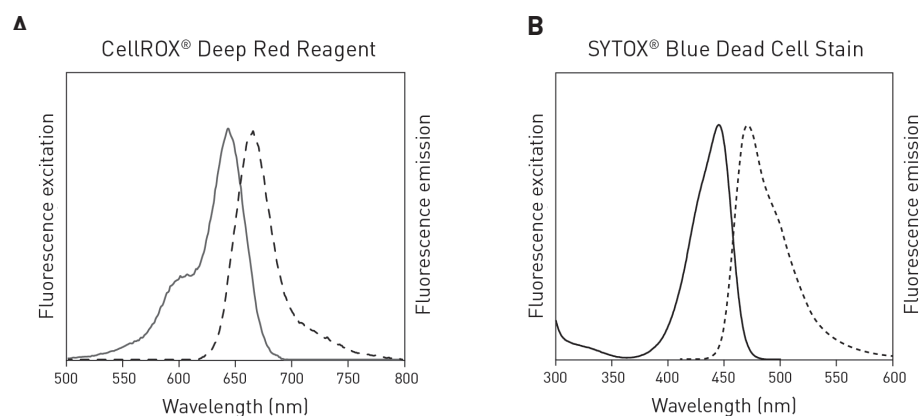 A
CellROX® Deep Red Reagent
Fluorescence excitation
Fluorescence emission
500 550 600 650 700 750 800
Wavelength (nm)
B
SYTOX® Blue Dead Cell Stain
Fluorescence excitation
Fluorescence emission
300 350 400 450 500 550 600
Wavelength (nm)